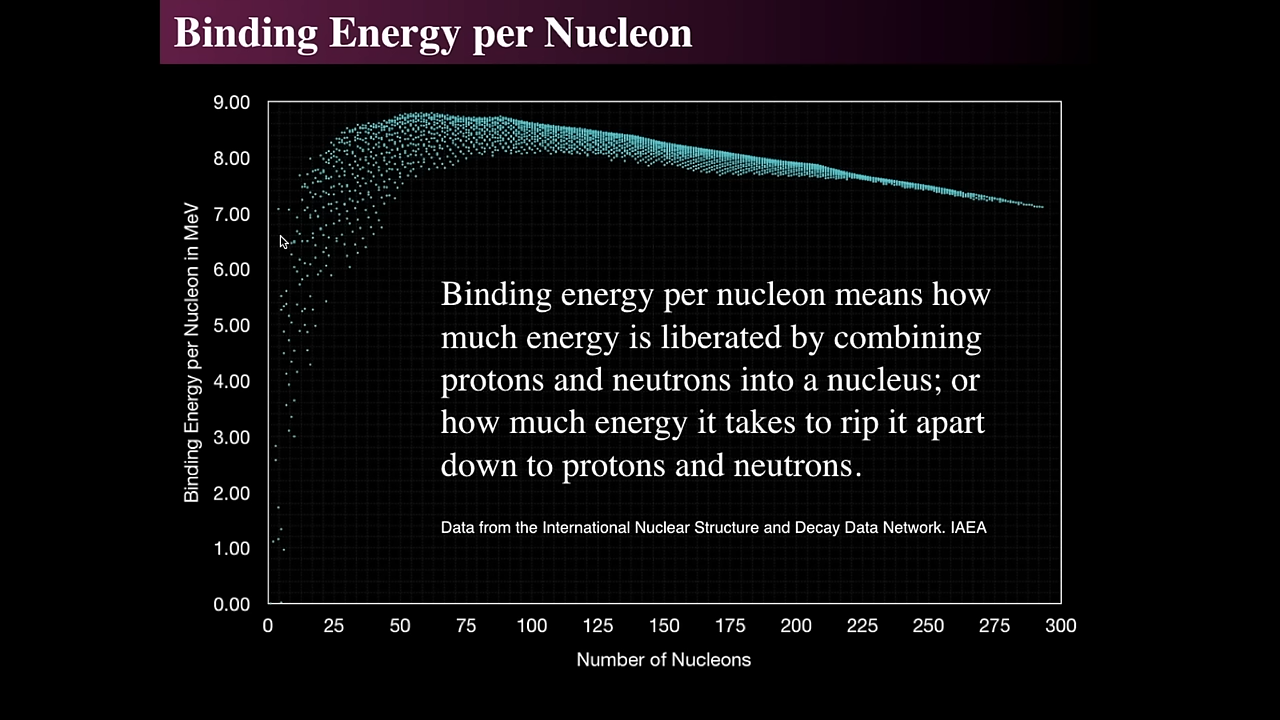 Binding Energy per Nucleon
9.00
8.00
7.00
6.00
5.00
4.00
3.00
2.00
1.00
0.00
Binding Energy per Nucleon in MeV
Binding energy per nucleon means how
much energy is liberated by combining
protons and neutrons into a nucleus; or
how much energy it takes to rip it apart
down to protons and neutrons.
Data from the International Nuclear Structure and Decay Data Network. IAEA
0 25 50 75 100 125 150 175 200 225 250 275 300
Number of Nucleons